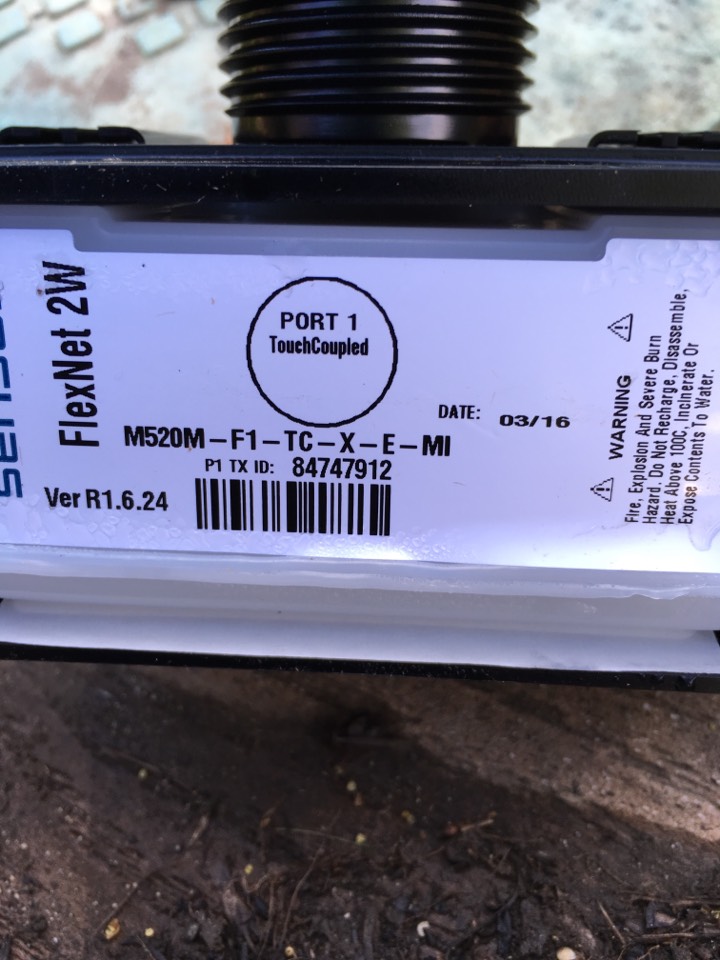 FlexNet 2W
PORT 1
TouchCoupled
DATE: 03/16
M520M-F1-TC-X-E-MI
P1 TX ID: 84747912
Ver R1.6.24
WARNING
Fire, Explosion And Severe Burn
Hazard. Do Not Recharge, Disassemble,
Heat Above 100C, Incinerate Or
Expose Contents To Water.